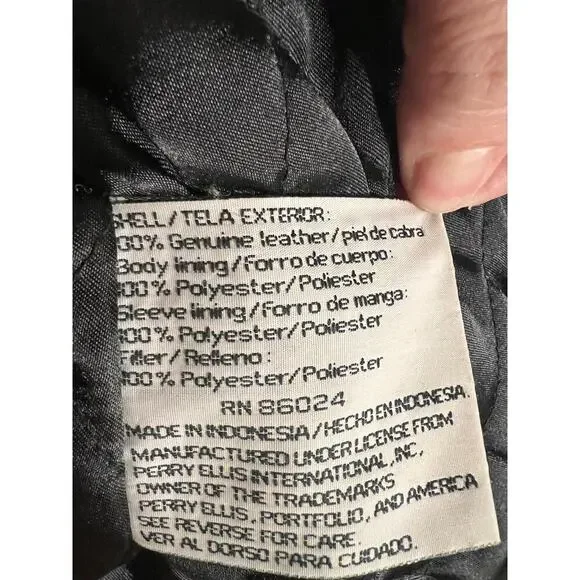 SHELL/TELA EXTERIOR:
00% Genuine leather/piel de cabra
Body lining/Forro de cuerpo:
100% Polyester/Poliester
Sleeve lining/Forro de manga:
100% Polyester/Poliester
Filler/Relleno:
100% Polyester/Poliester
RN 86024
MADE IN INDONESIA/HECHO EN INDONESIA.
MANUFACTURED UNDER LICENSE FROM
PERRY ELLIS INTERNATIONAL, INC,
OWNER OF THE TRADEMARKS
PERRY ELLIS, PORTFOLIO, AND AMERICA
SEE REVERSE FOR CARE.
VER AL DORSO PARA CUIDADO.